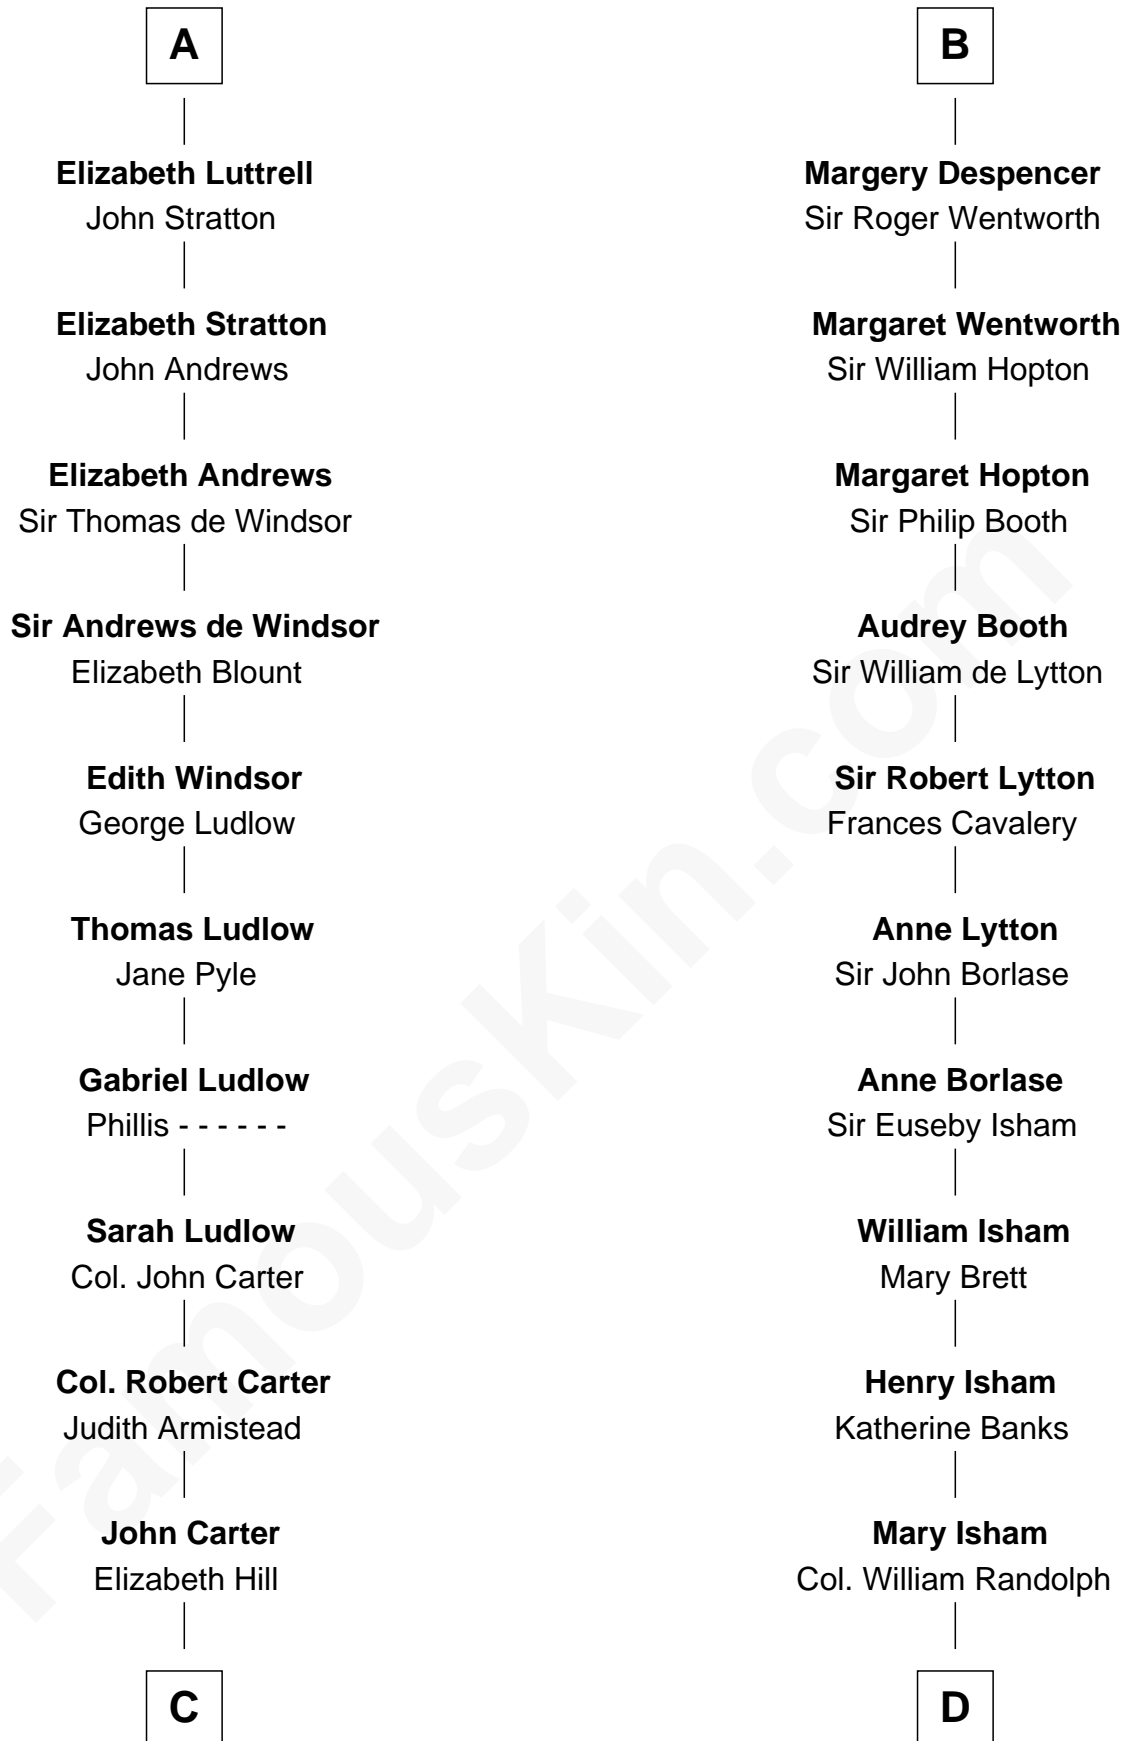 A
Elizabeth Luttrell
John Stratton
Elizabeth Stratton
John Andrews
Elizabeth Andrews
Sir Thomas de Windsor
Sir Andrews de Windsor
Elizabeth Blount
Edith Windsor
George Ludlow
Thomas Ludlow
Jane Pyle
Gabriel Ludlow
Phillis - - - - - -
Sarah Ludlow
Col. John Carter
Col. Robert Carter
Judith Armistead
John Carter
Elizabeth Hill
C
B
Margery Despencer
Sir Roger Wentworth
Margaret Wentworth
Sir William Hopton
Margaret Hopton
Sir Philip Booth
Audrey Booth
Sir William de Lytton
Sir Robert Lytton
Frances Cavalery
Anne Lytton
Sir John Borlase
Anne Borlase
Sir Euseby Isham
William Isham
Mary Brett
Henry Isham
Katherine Banks
Mary Isham
Col. William Randolph
D
FamousKin.com